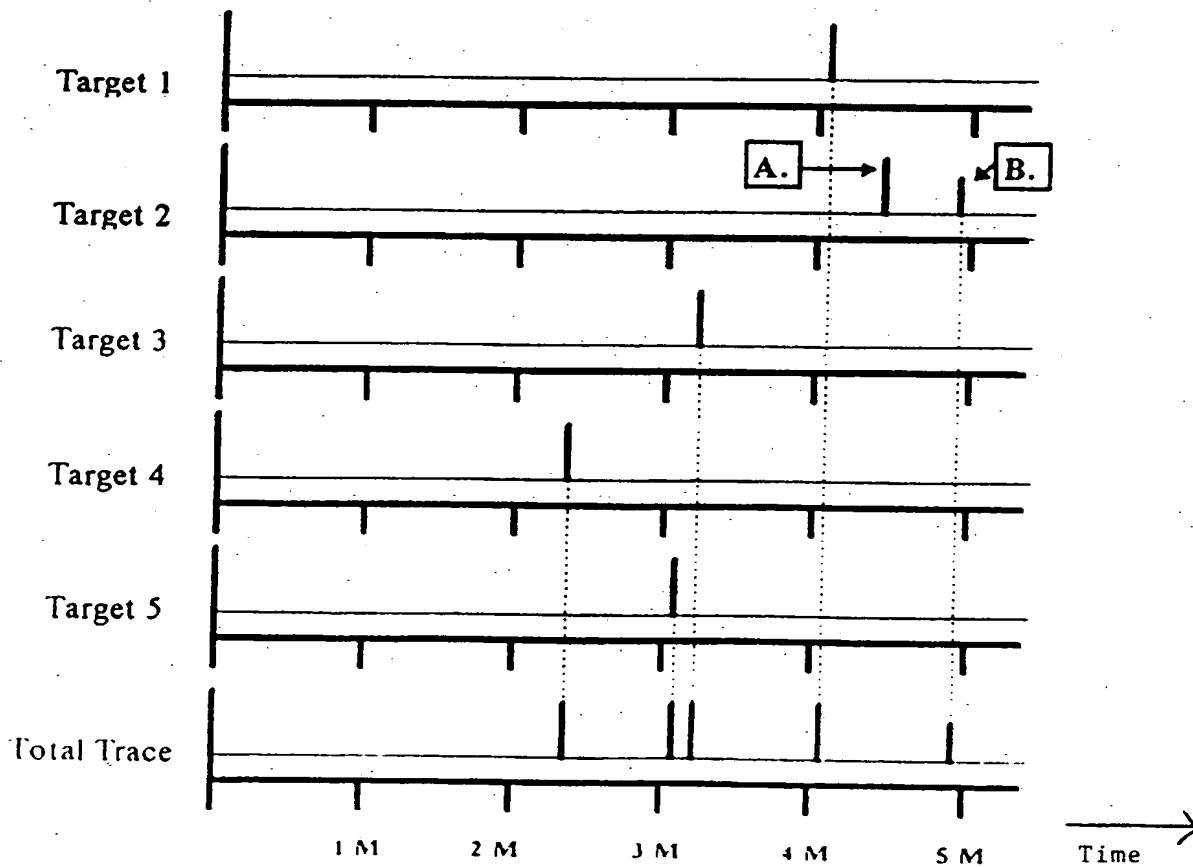 Target 1
A.
B.
Target 2
Target 3
Target 4
Target 5
Total Trace
1 M 2 M 3 M 4 M 5 M Time